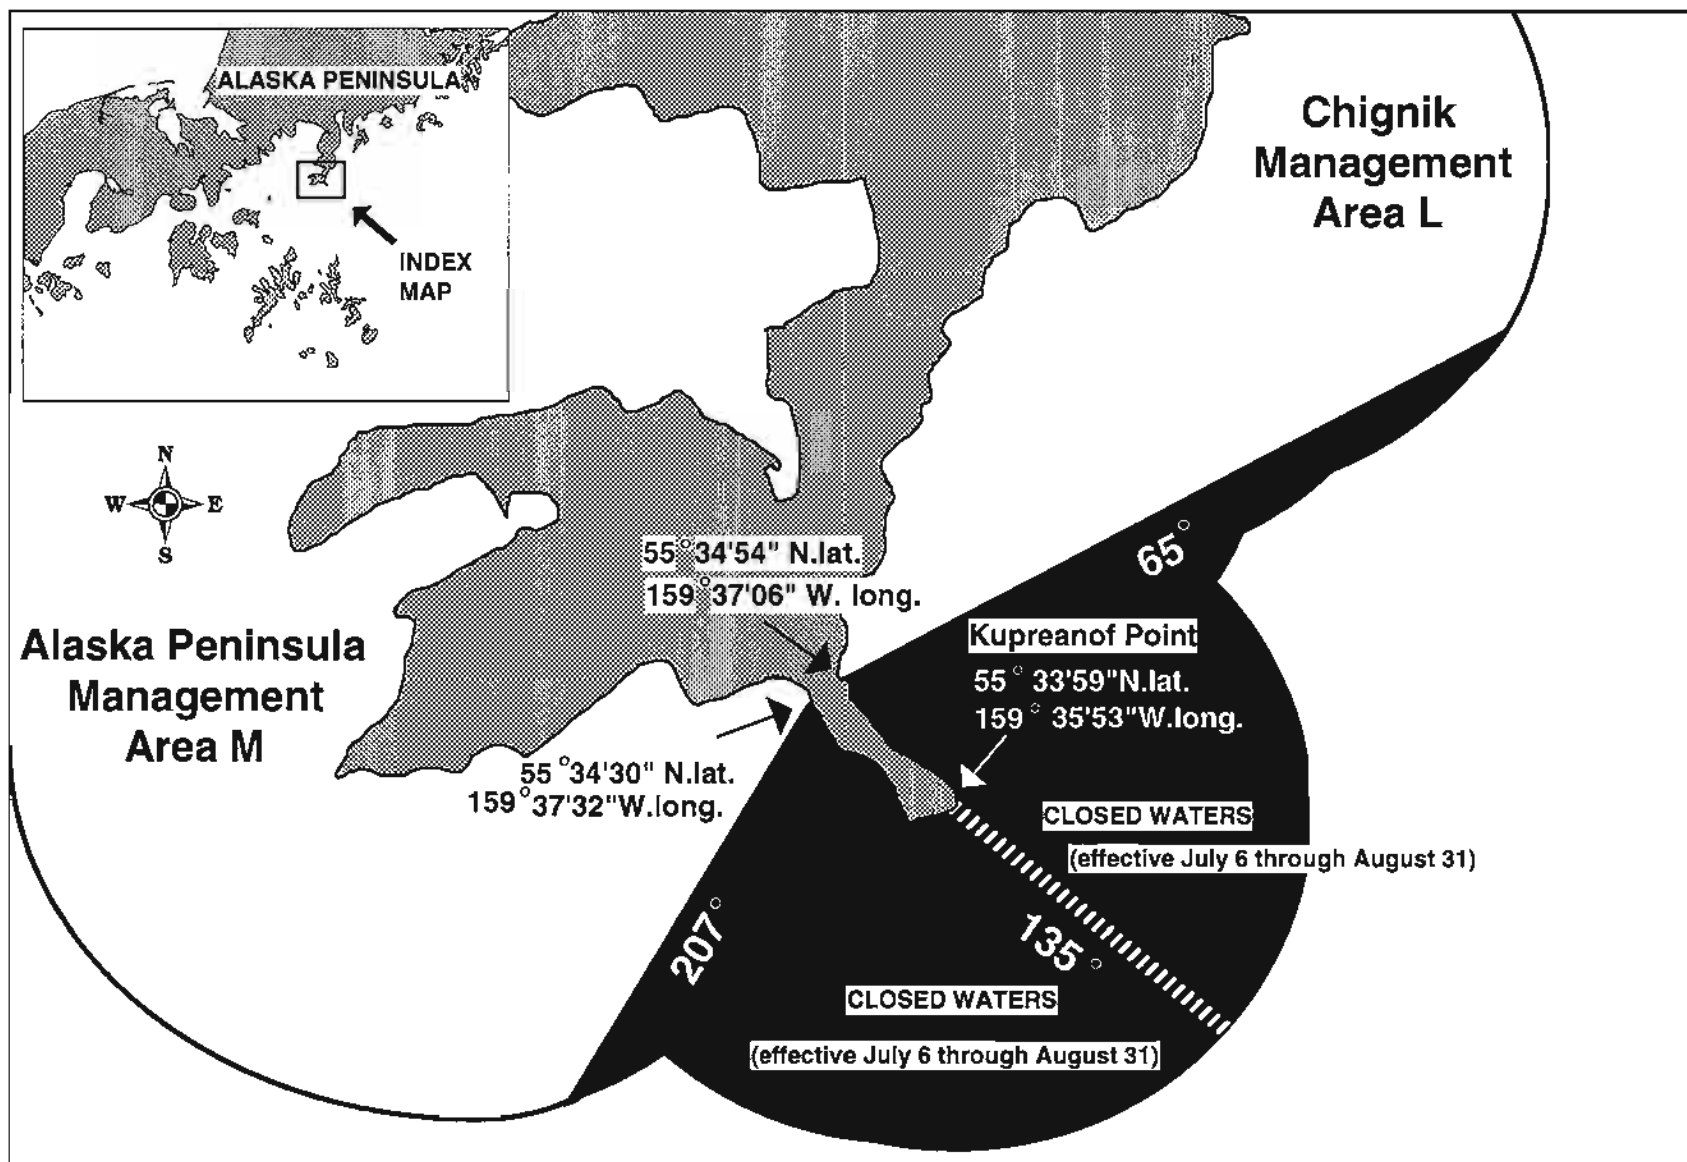 ALASKA PENINSULA
INDEX
MAP
Chignik
Management
Area L
N
W E
S
55°34'54" N.lat.
159°37'06" W. long.
65°
Kupreanof Point
55° 33'59"N.lat.
159° 35'53"W.long.
Alaska Peninsula
Management
Area M
55°34'30" N.lat.
159°37'32"W.long.
CLOSED WATERS
(effective July 6 through August 31)
207°
135°
CLOSED WATERS
(effective July 6 through August 31)